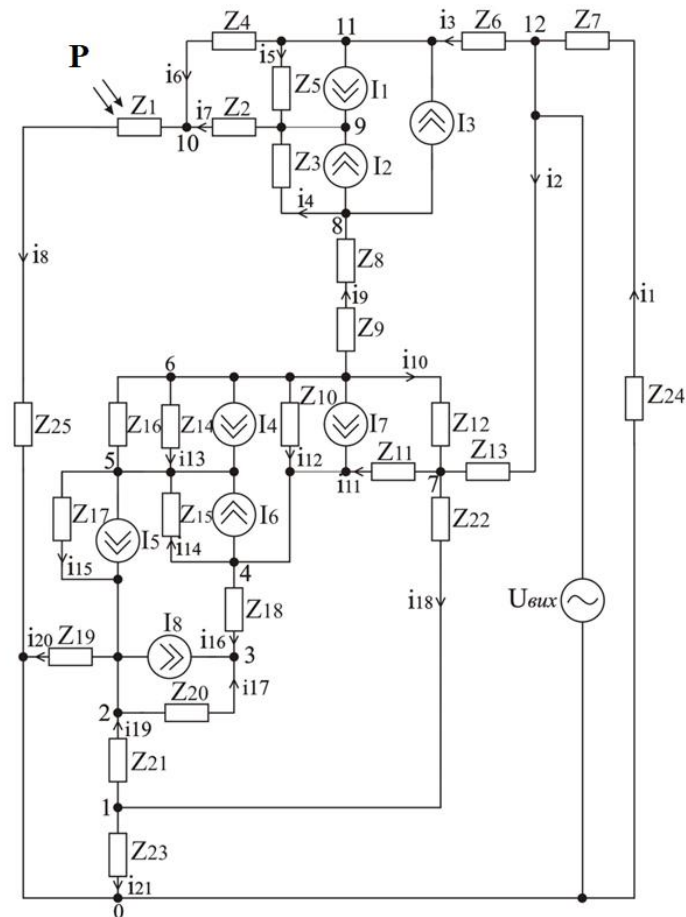 Z4 11 i3 Z6 12 Z7
P i6 i5 Z5 I1
Z1 i7 Z2 I3
10 9
Z3 I2 i2
i4
8
i8 Z8 i1
i9
Z9
6 i10
Z10 Z24
Z25 Z16 Z14 I4 I7 Z12
5 i13 i12 Z11 Z13
i11 7
Z17 Z15 I6 Z22
I5 i14
i15 4 Uвих
Z18 i18
i20 Z19 I8 i16
3
Z20 i17
2 i19
Z21
1
Z23
i21
0